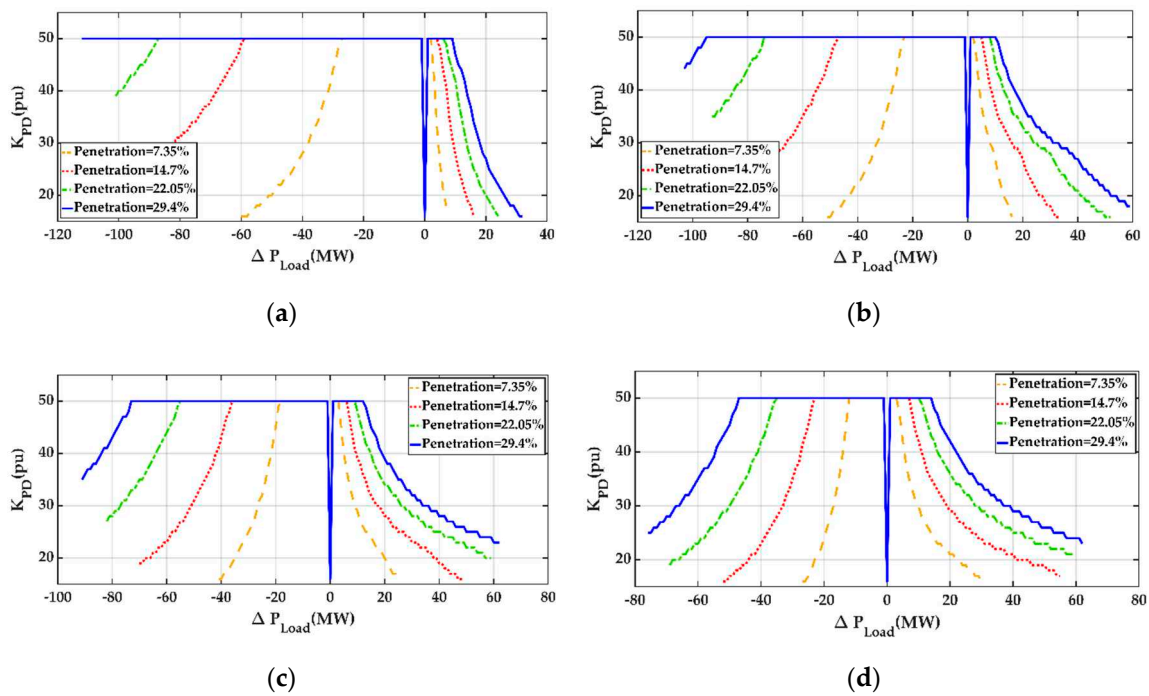 50
40
30
20
K_PD(pu)
Penetration=7.35%
Penetration=14.7%
Penetration=22.05%
Penetration=29.4%
-120 -100 -80 -60 -40 -20 0 20 40
Δ P_Load(MW)
(a)
50
40
30
20
K_PD(pu)
Penetration=7.35%
Penetration=14.7%
Penetration=22.05%
Penetration=29.4%
-120 -100 -80 -60 -40 -20 0 20 40 60
Δ P_Load(MW)
(b)
50
40
30
20
K_PD(pu)
Penetration=7.35%
Penetration=14.7%
Penetration=22.05%
Penetration=29.4%
-100 -80 -60 -40 -20 0 20 40 60 80
Δ P_Load(MW)
(c)
50
40
30
20
K_PD(pu)
Penetration=7.35%
Penetration=14.7%
Penetration=22.05%
Penetration=29.4%
-80 -60 -40 -20 0 20 40 60 80
Δ P_Load(MW)
(d)